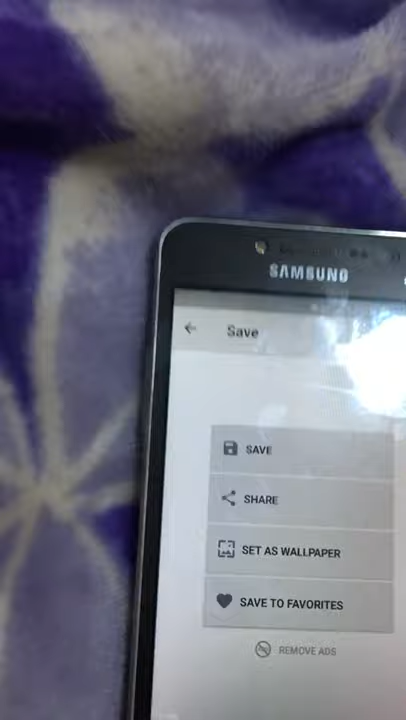 SAMSUNG
Save
SAVE
SHARE
SET AS WALLPAPER
SAVE TO FAVORITES
REMOVE ADS